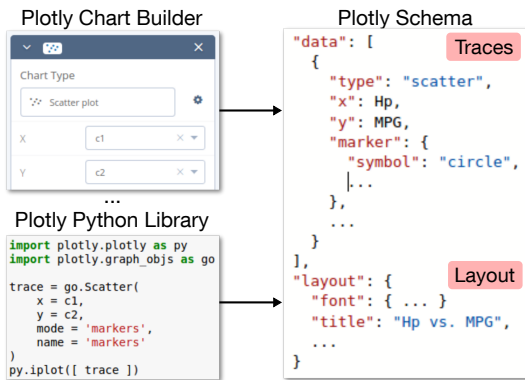 Plotly Chart Builder
Chart Type
Scatter plot
X
c1
Y
c2
...
Plotly Python Library
import plotly.plotly as py
import plotly.graph_objs as go
trace = go.Scatter(
x = c1,
y = c2,
mode = 'markers',
name = 'markers'
)
py.iplot([ trace ])
Plotly Schema
"data": [
Traces
{
"type": "scatter",
"x": Hp,
"y": MPG,
"marker": {
"symbol": "circle",
...
},
...
}
],
"layout": {
Layout
"font": { ... }
"title": "Hp vs. MPG",
...
}